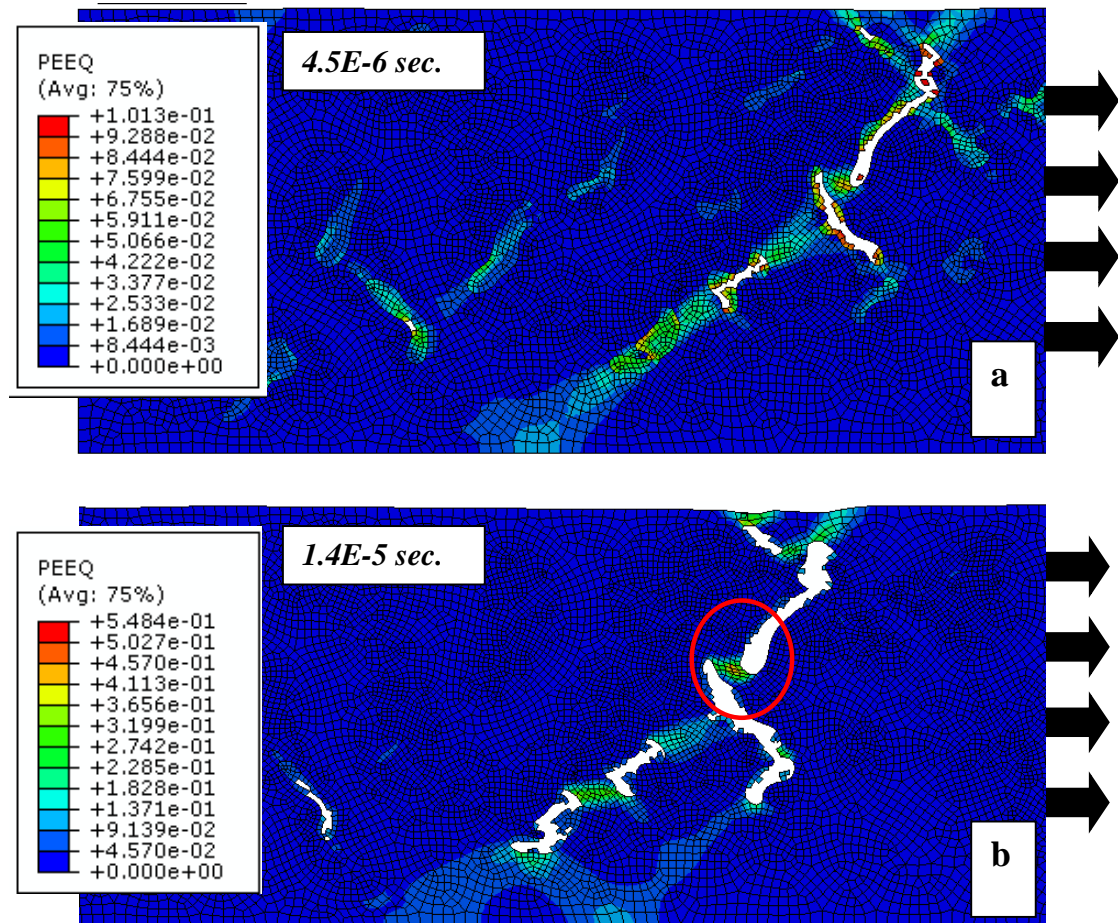 PEEQ
(Avg: 75%)
+1.013e-01
+9.288e-02
+8.444e-02
+7.599e-02
+6.755e-02
+5.911e-02
+5.066e-02
+4.222e-02
+3.377e-02
+2.533e-02
+1.689e-02
+8.444e-03
+0.000e+00
4.5E-6 sec.
a
PEEQ
(Avg: 75%)
+5.484e-01
+5.027e-01
+4.570e-01
+4.113e-01
+3.656e-01
+3.199e-01
+2.742e-01
+2.285e-01
+1.828e-01
+1.371e-01
+9.139e-02
+4.570e-02
+0.000e+00
1.4E-5 sec.
b